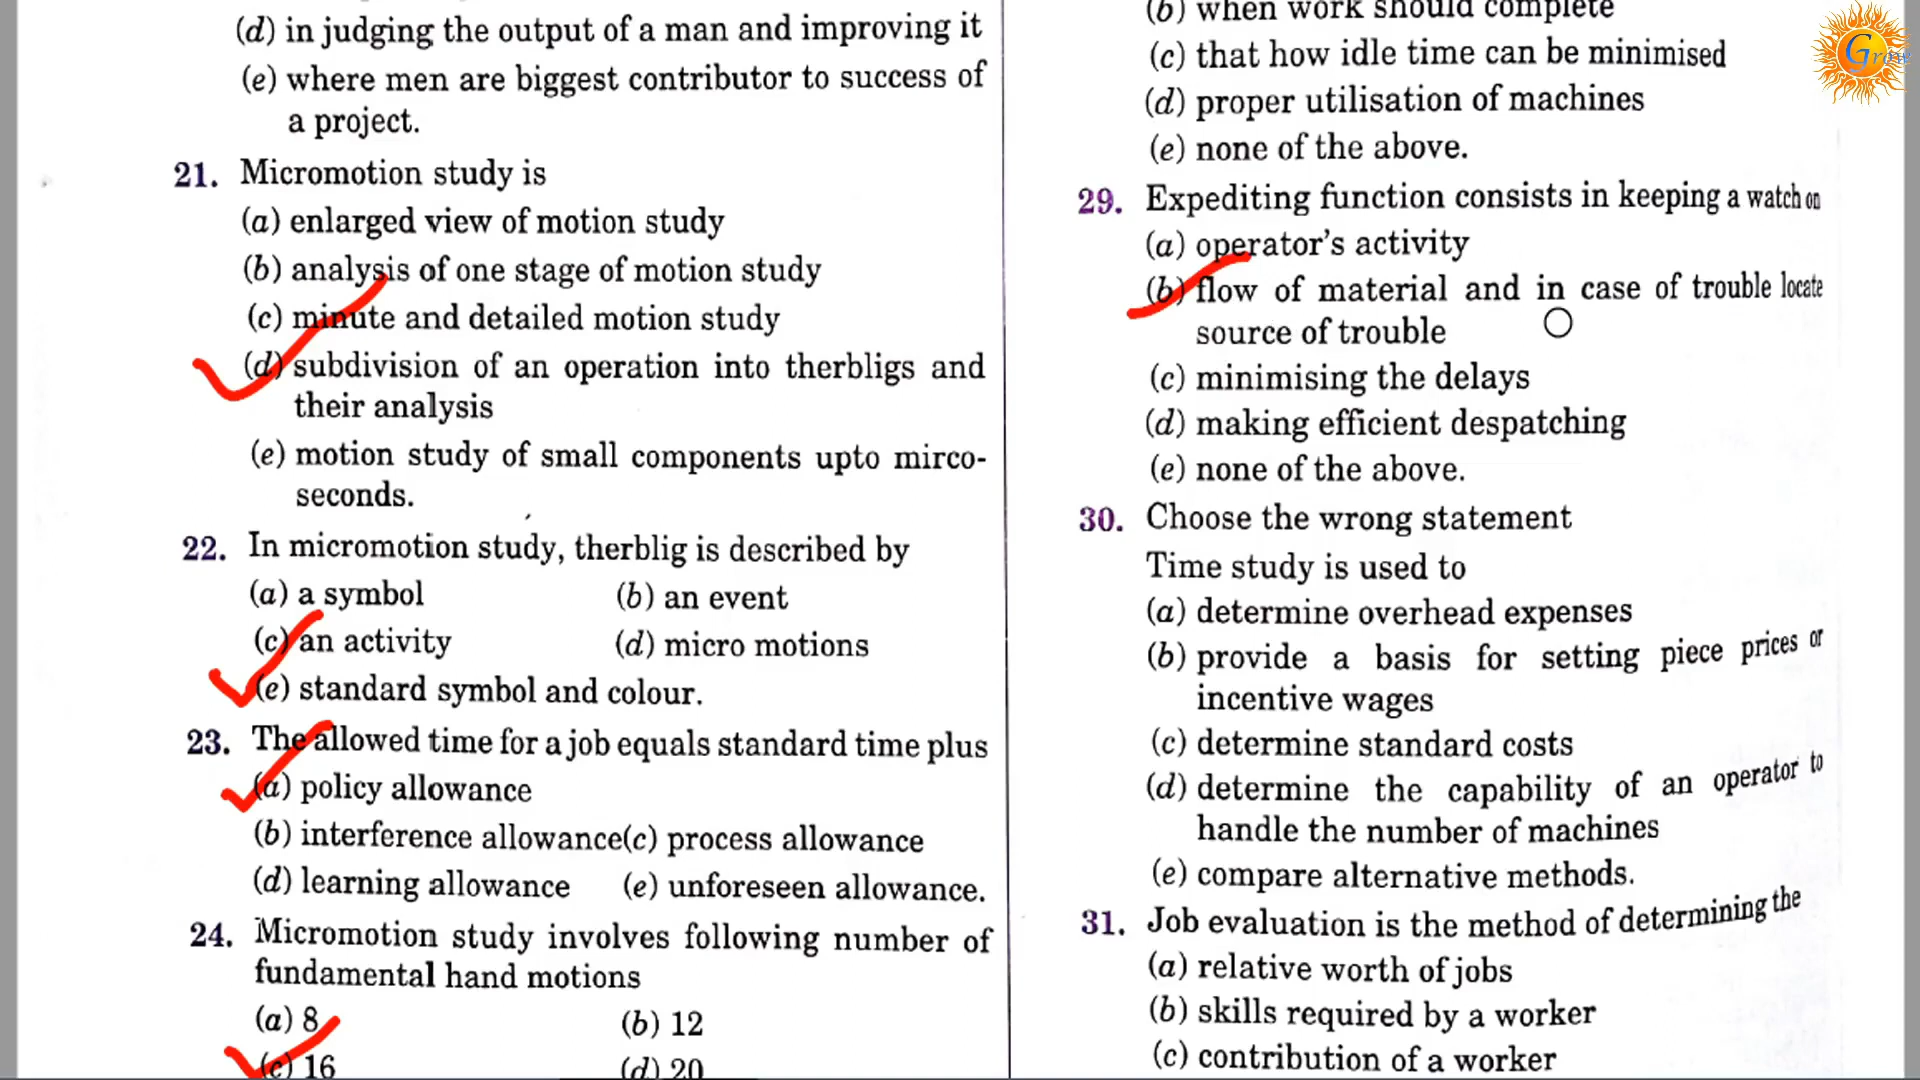 (d) in judging the output of a man and improving it
(e) where men are biggest contributor to success of
a project.
21. Micromotion study is
(a) enlarged view of motion study
(b) analysis of one stage of motion study
(c) minute and detailed motion study
(d) subdivision of an operation into therbligs and
their analysis
(e) motion study of small components upto mirco-
seconds.
22. In micromotion study, therblig is described by
(a) a symbol (b) an event
(c) an activity (d) micro motions
(e) standard symbol and colour.
23. The allowed time for a job equals standard time plus
(a) policy allowance
(b) interference allowance(c) process allowance
(d) learning allowance (e) unforeseen allowance.
24. Micromotion study involves following number of
fundamental hand motions
(a) 8 (b) 12
(c) 16 (d) 20
(b) when work should complete
(c) that how idle time can be minimised
(d) proper utilisation of machines
(e) none of the above.
29. Expediting function consists in keeping a watch on
(a) operator's activity
(b) flow of material and in case of trouble locate
source of trouble
(c) minimising the delays
(d) making efficient despatching
(e) none of the above.
30. Choose the wrong statement
Time study is used to
(a) determine overhead expenses
(b) provide a basis for setting piece prices or
incentive wages
(c) determine standard costs
(d) determine the capability of an operator to
handle the number of machines
(e) compare alternative methods.
31. Job evaluation is the method of determining the
(a) relative worth of jobs
(b) skills required by a worker
(c) contribution of a worker
Grow